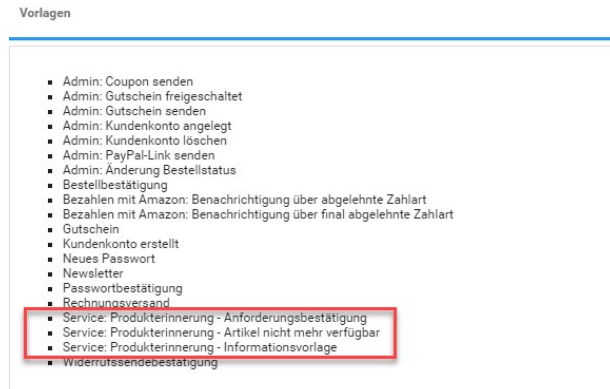 Vorlagen
Admin: Coupon senden
Admin: Gutschein freigeschaltet
Admin: Gutschein senden
Admin: Kundenkonto angelegt
Admin: Kundenkonto löschen
Admin: PayPal-Link senden
Admin: Änderung Bestellstatus
Bestellbestätigung
Bezahlen mit Amazon: Benachrichtigung über abgelehnte Zahlart
Bezahlen mit Amazon: Benachrichtigung über final abgelehnte Zahlart
Gutschein
Kundenkonto erstellt
Neues Passwort
Newsletter
Passwortbestätigung
Rechnungsversand
Service: Produkterinnerung - Anforderungsbestätigung
Service: Produkterinnerung - Artikel nicht mehr verfügbar
Service: Produkterinnerung - Informationsvorlage
Widerrufssendebestätigung